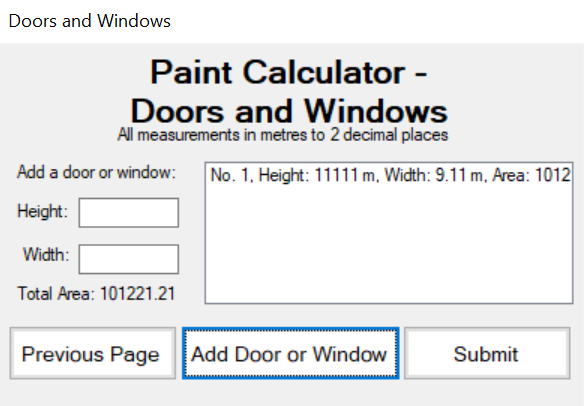 Doors and Windows
Paint Calculator -
Doors and Windows
All measurements in metres to 2 decimal places
Add a door or window:
No. 1, Height: 11111 m, Width: 9.11 m, Area: 1012
Height:
Width:
Total Area: 101221.21
Previous Page
Add Door or Window
Submit